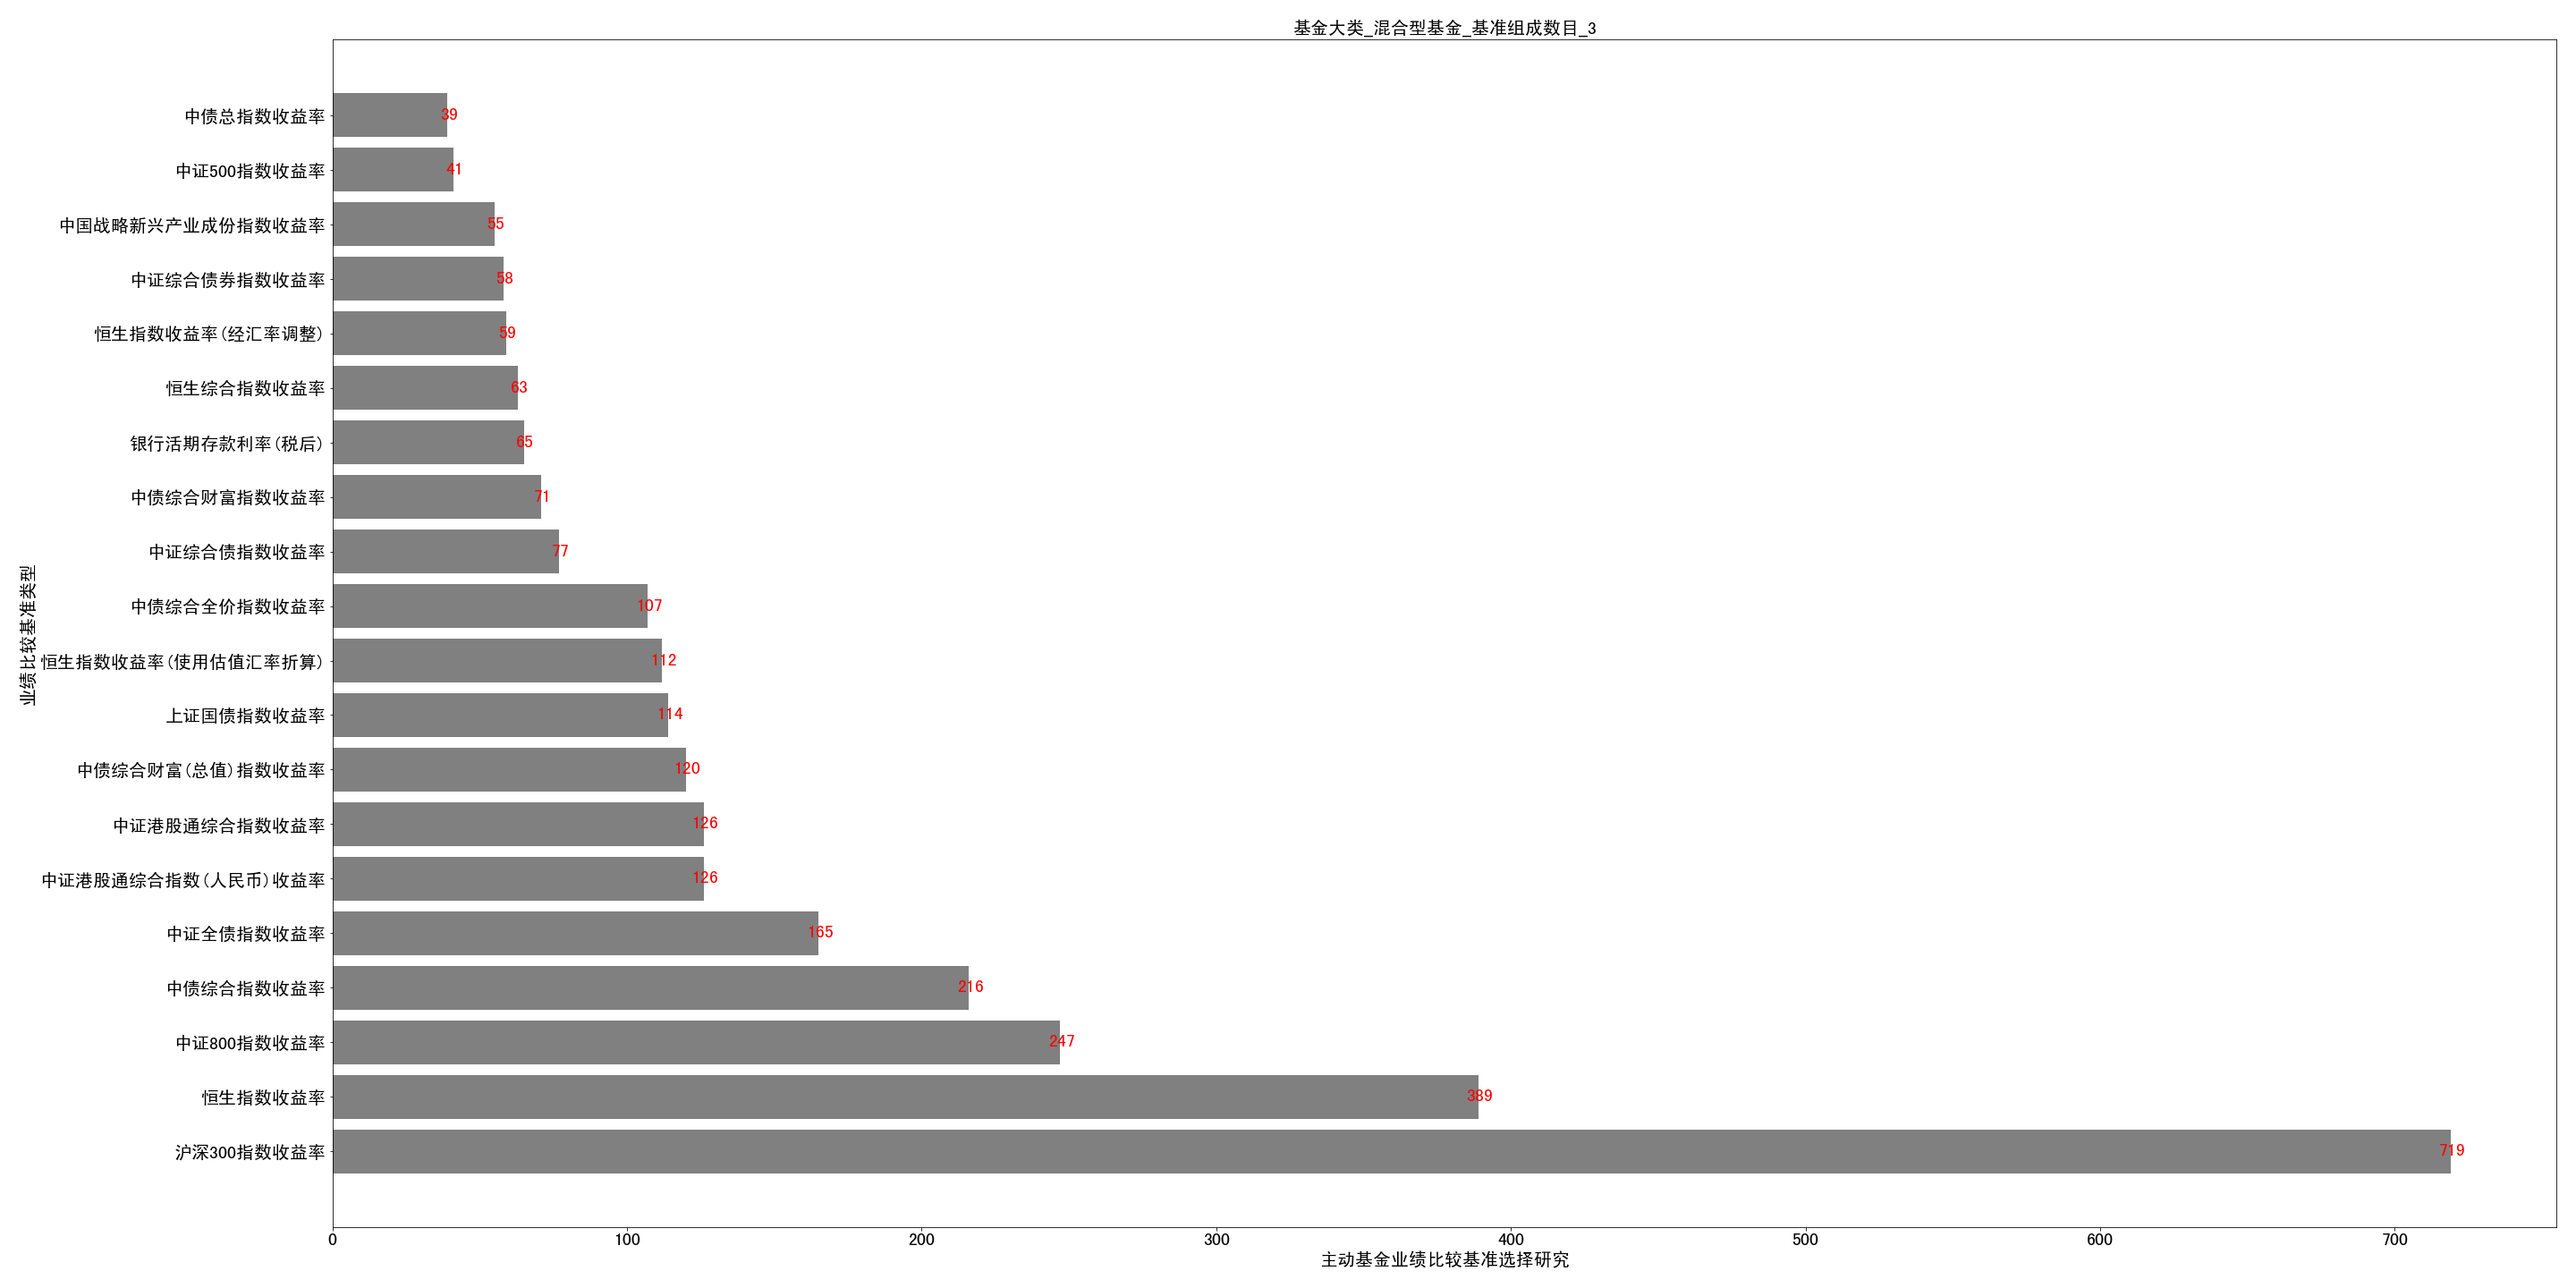 基金大类_混合型基金_基准组成数目_3
中债总指数收益率 39
中证500指数收益率 41
中国战略新兴产业成份指数收益率 55
中证综合债券指数收益率 58
恒生指数收益率(经汇率调整) 59
恒生综合指数收益率 63
银行活期存款利率(税后) 65
中债综合财富指数收益率 71
中证综合债指数收益率 77
中债综合全价指数收益率 107
恒生指数收益率(使用估值汇率折算) 112
上证国债指数收益率 114
中债综合财富(总值)指数收益率 120
中证港股通综合指数收益率 126
中证港股通综合指数(人民币)收益率 126
中证全债指数收益率 165
中债综合指数收益率 216
中证800指数收益率 247
恒生指数收益率 389
沪深300指数收益率 719
业绩比较基准类型
0 100 200 300 400 500 600 700
主动基金业绩比较基准选择研究